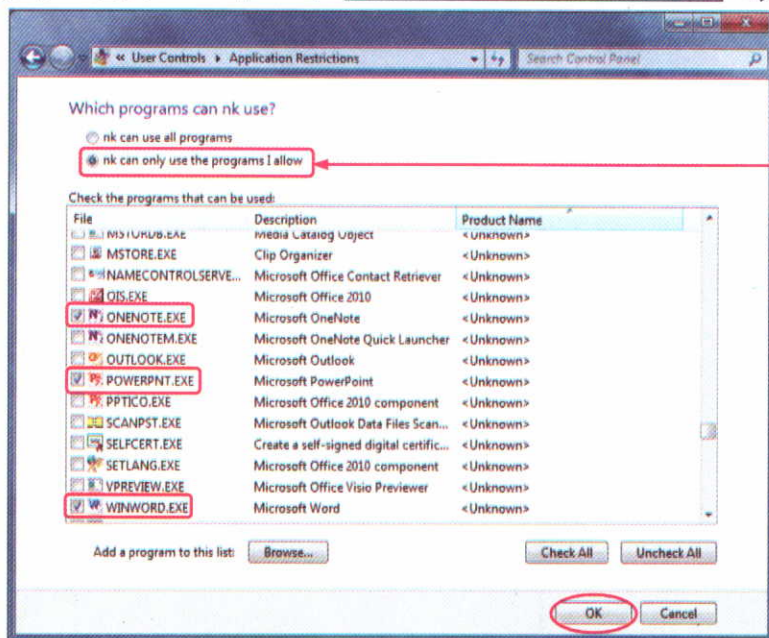 « User Controls ▸ Application Restrictions
Search Control Panel
Which programs can nk use?
nk can use all programs
nk can only use the programs I allow
Check the programs that can be used:
File Description Product Name
MSTORDB.EXE Media Catalog Object <Unknown>
MSTORE.EXE Clip Organizer <Unknown>
NAMECONTROLSERVE... Microsoft Office Contact Retriever <Unknown>
OIS.EXE Microsoft Office 2010 <Unknown>
ONENOTE.EXE Microsoft OneNote <Unknown>
ONENOTEM.EXE Microsoft OneNote Quick Launcher <Unknown>
OUTLOOK.EXE Microsoft Outlook <Unknown>
POWERPNT.EXE Microsoft PowerPoint <Unknown>
PPTICO.EXE Microsoft Office 2010 component <Unknown>
SCANPST.EXE Microsoft Outlook Data Files Scan... <Unknown>
SELFCERT.EXE Create a self-signed digital certific... <Unknown>
SETLANG.EXE Microsoft Office 2010 component <Unknown>
VPREVIEW.EXE Microsoft Office Visio Previewer <Unknown>
WINWORD.EXE Microsoft Word <Unknown>
Add a program to this list: Browse... Check All Uncheck All
OK Cancel